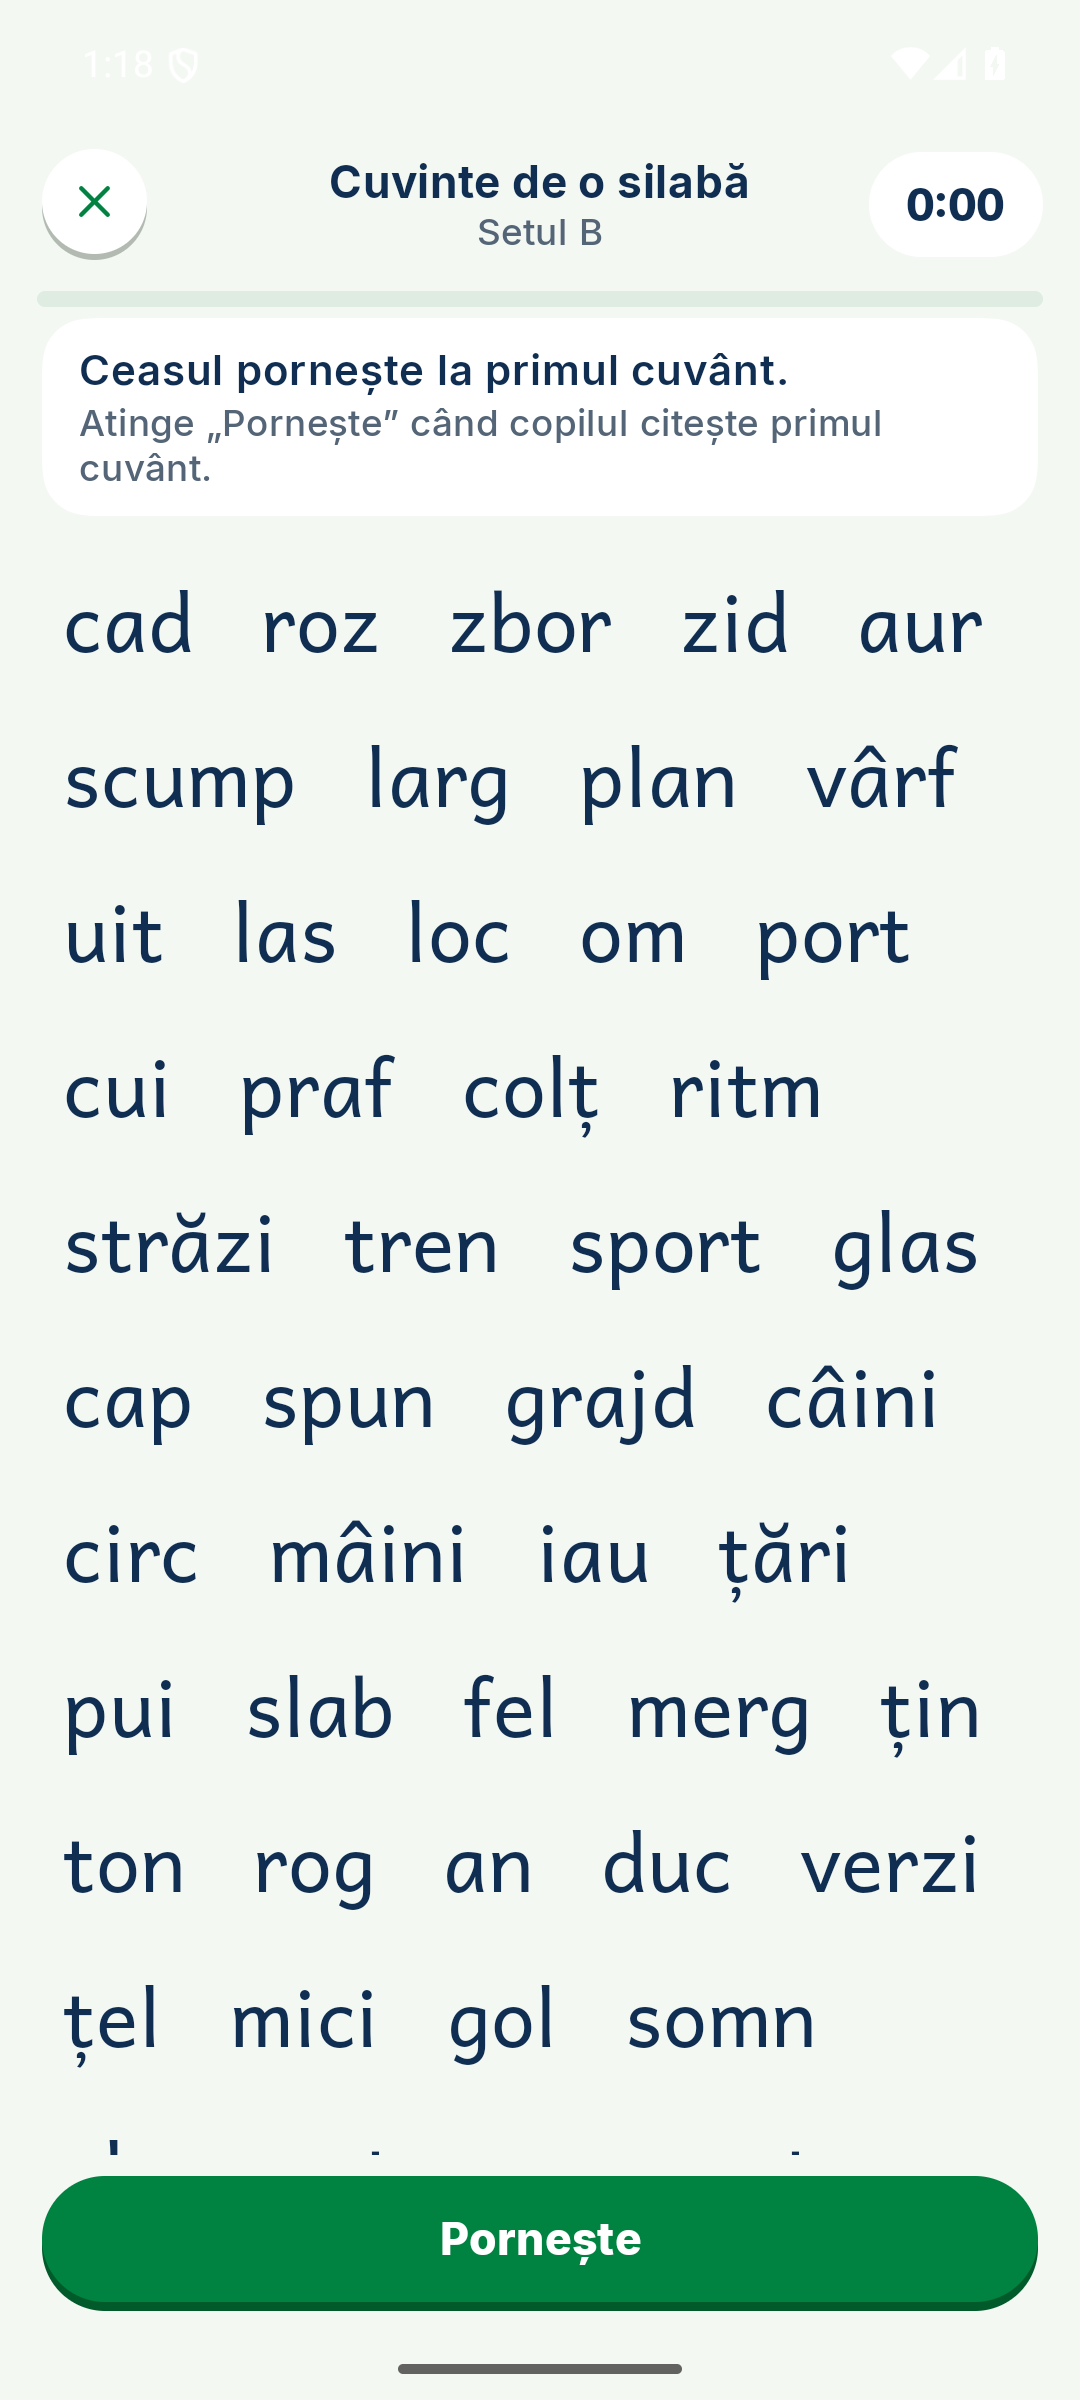 1:18
Cuvinte de o silabă
Setul B
0:00
Ceasul pornește la primul cuvânt.
Atinge „Pornește” când copilul citește primul
cuvânt.
cad roz zbor zid aur
scump larg plan vârf
uit las loc om port
cui praf colț ritm
străzi tren sport glas
cap spun grajd câini
circ mâini iau țări
pui slab fel merg țin
ton rog an duc verzi
țel mici gol somn
Pornește